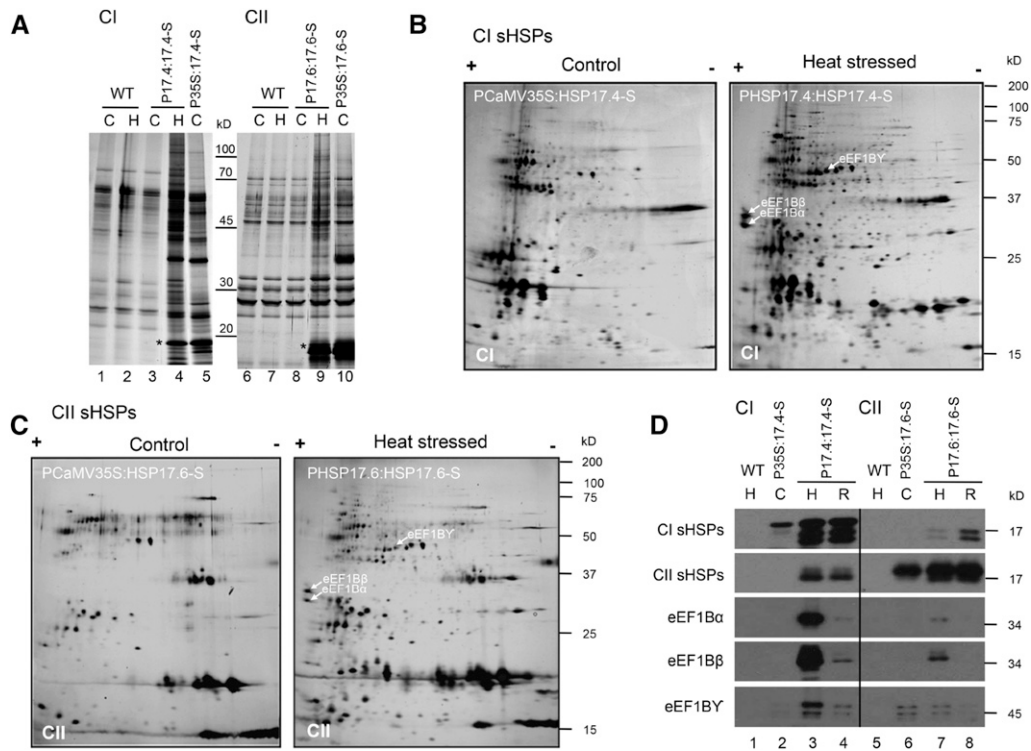 A
CI
CII
P17.4:17.4-S
P35S:17.4-S
P17.6:17.6-S
P35S:17.6-S
WT
WT
C H C H C
kD
C H C H C
100
70
45
30
20
*
*
1 2 3 4 5
6 7 8 9 10
B
CI sHSPs
+ Control -
+ Heat stressed -
kD
PCaMV35S:HSP17.4-S
PHSP17.4:HSP17.4-S
eEF1BY
eEF1Bβ
eEF1Bα
CI
CI
200
100
75
50
37
25
15
C
CII sHSPs
+ Control -
+ Heat stressed -
kD
PCaMV35S:HSP17.6-S
PHSP17.6:HSP17.6-S
eEF1BY
eEF1Bβ
eEF1Bα
CII
CII
200
100
75
50
37
25
15
D
CI
CII
P35S:17.4-S
P17.4:17.4-S
P35S:17.6-S
P17.6:17.6-S
WT
WT
H C H R H C H R
kD
CI sHSPs 17
CII sHSPs 17
eEF1Bα 34
eEF1Bβ 34
eEF1BY 45
1 2 3 4 5 6 7 8